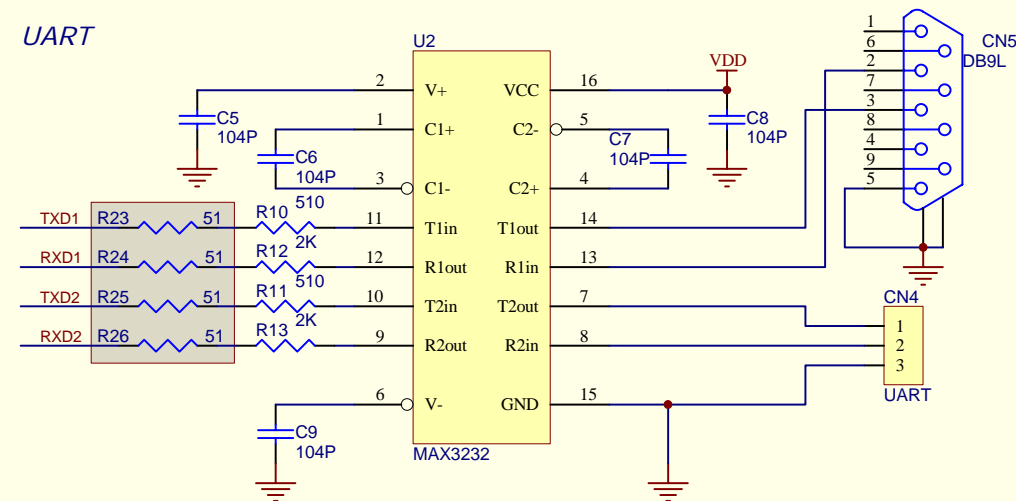 UART
U2
MAX3232
2 V+
1 C1+
3 C1-
11 T1in
12 R1out
10 T2in
9 R2out
6 V-
VCC 16
C2- 5
C2+ 4
T1out 14
R1in 13
T2out 7
R2in 8
GND 15
C5
104P
C6
104P
C7
104P
VDD
C8
104P
C9
104P
TXD1 R23 51 R10 510
RXD1 R24 51 R12 2K
TXD2 R25 51 R11 510
RXD2 R26 51 R13 2K
CN5
DB9L
1
6
2
7
3
8
4
9
5
CN4
1
2
3
UART